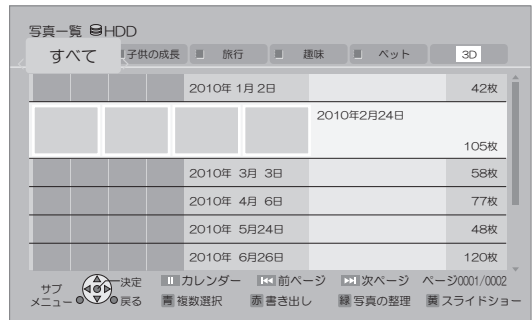 写真一覧 HDD
すべて 子供の成長 旅行 趣味 ペット 3D
2010年 1月 2日 42枚
2010年2月24日
105枚
2010年 3月 3日 58枚
2010年 4月 6日 77枚
2010年 5月24日 48枚
2010年 6月26日 120枚
サブメニュー 決定 戻る
カレンダー 前ページ 次ページ ページ0001/0002
青 複数選択 赤 書き出し 緑 写真の整理 黄 スライドショー